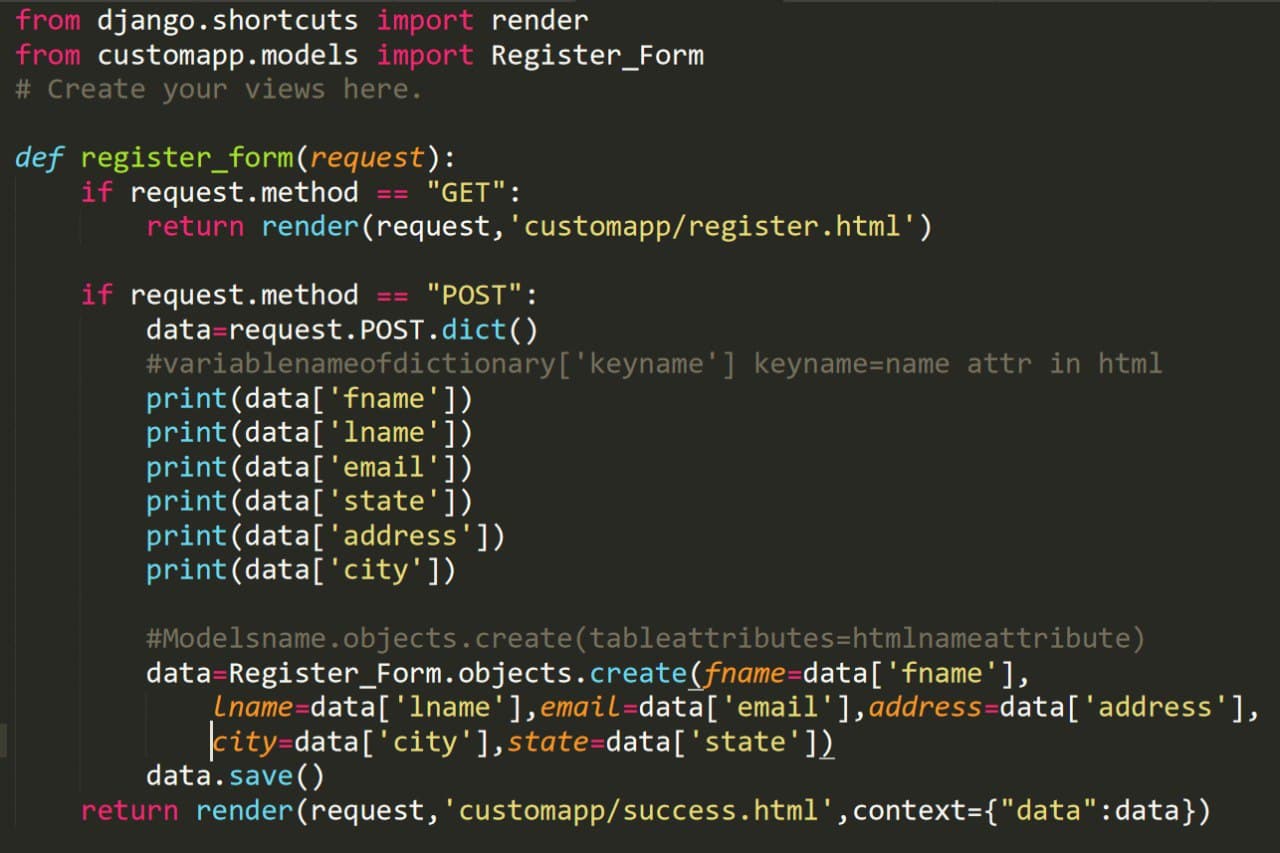 from django.shortcuts import render
from customapp.models import Register_Form
# Create your views here.
def register_form(request):
if request.method == "GET":
return render(request,'customapp/register.html')
if request.method == "POST":
data=request.POST.dict()
#variablenameofdictionary['keyname'] keyname=name attr in html
print(data['fname'])
print(data['lname'])
print(data['email'])
print(data['state'])
print(data['address'])
print(data['city'])
#Modelsname.objects.create(tableattributes=htmlnameattribute)
data=Register_Form.objects.create(fname=data['fname'],
lname=data['lname'],email=data['email'],address=data['address'],
city=data['city'],state=data['state'])
data.save()
return render(request,'customapp/success.html',context={"data":data})